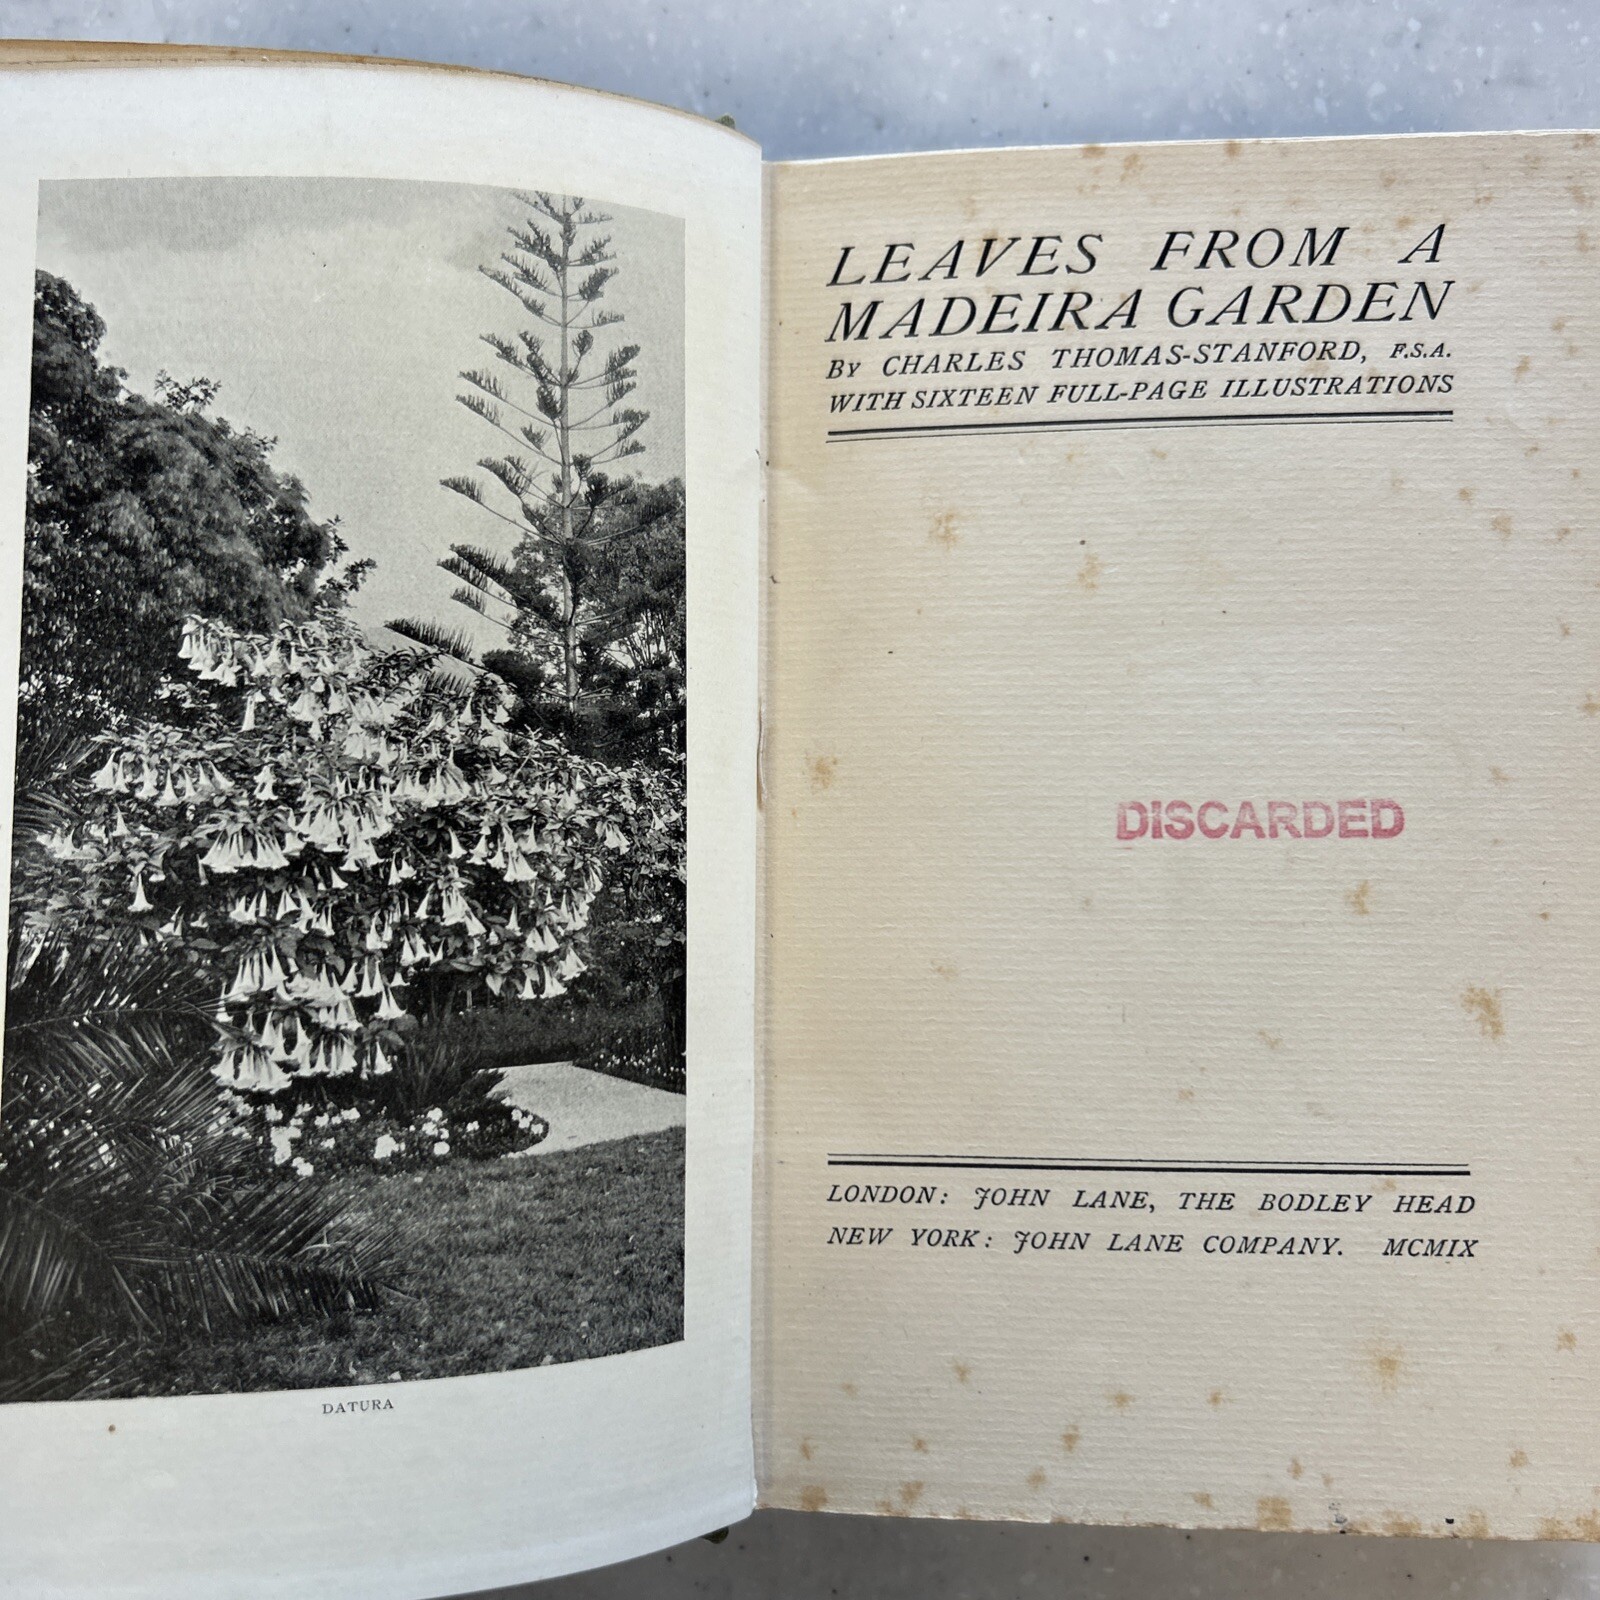 DATURA
LEAVES FROM A
MADEIRA GARDEN
By CHARLES THOMAS-STANFORD, F.S.A.
WITH SIXTEEN FULL-PAGE ILLUSTRATIONS
DISCARDED
LONDON: JOHN LANE, THE BODLEY HEAD
NEW YORK: JOHN LANE COMPANY. MCMIX